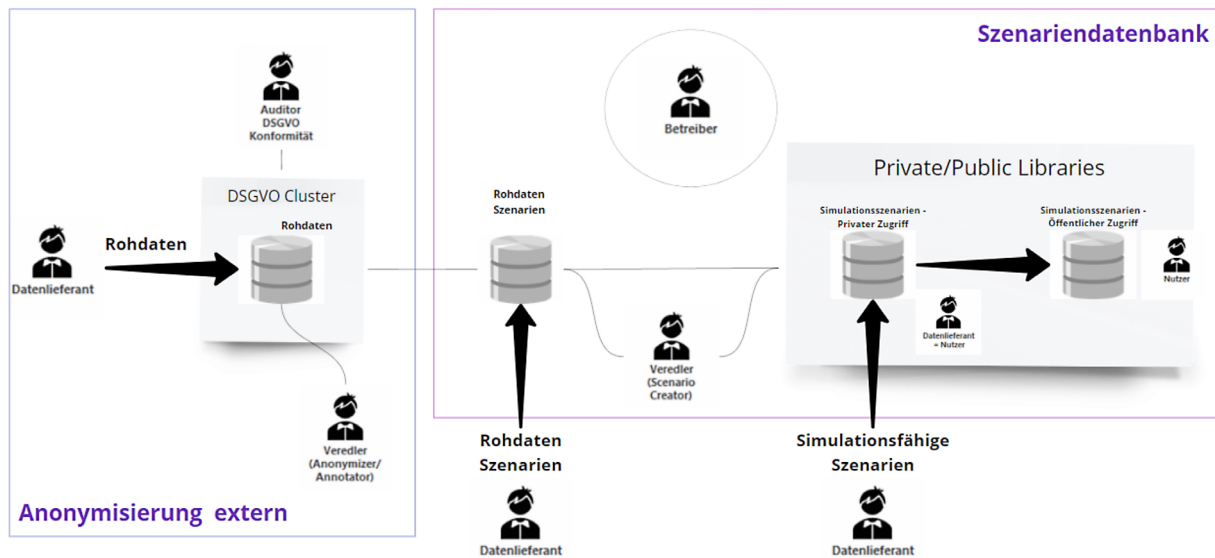 Szenariendatenbank
Auditor
DSGVO
Konformität
Betreiber
DSGVO Cluster
Rohdaten
Rohdaten
Datenlieferant
Rohdaten
Szenarien
Private/Public Libraries
Simulationsszenarien -
Privater Zugriff
Simulationsszenarien -
Öffentlicher Zugriff
Nutzer
Datenlieferant
= Nutzer
Veredler
(Scenario
Creator)
Veredler
(Anonymizer/
Annotator)
Anonymisierung extern
Rohdaten
Szenarien
Datenlieferant
Simulationsfähige
Szenarien
Datenlieferant